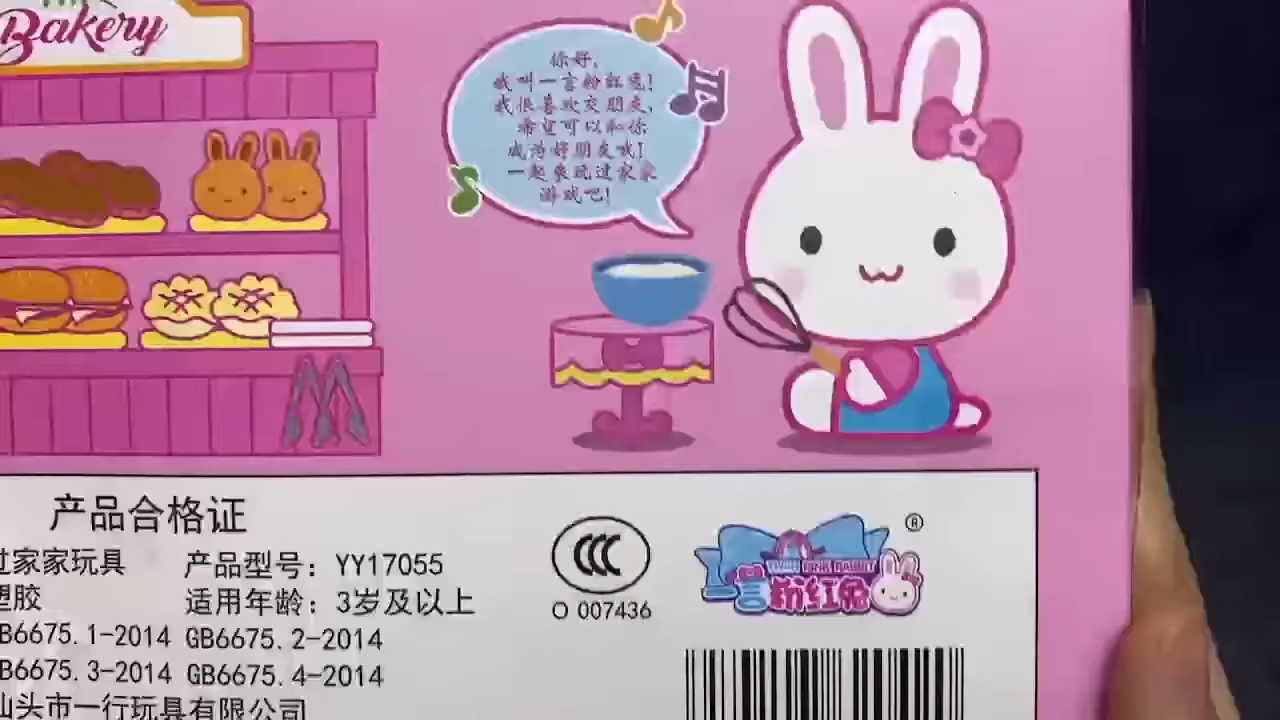 Bakery
你好,
我叫一言粉红兔!
我很喜欢交朋友,
希望可以和你
成为好朋友哦!
一起来玩过家家
游戏吧!
产品合格证
过家家玩具 产品型号: YY17055
塑胶 适用年龄: 3岁及以上
GB6675.1-2014 GB6675.2-2014
GB6675.3-2014 GB6675.4-2014
汕头市一行玩具有限公司
CCC
O 007436
®
PINK RABBIT
一言粉红兔